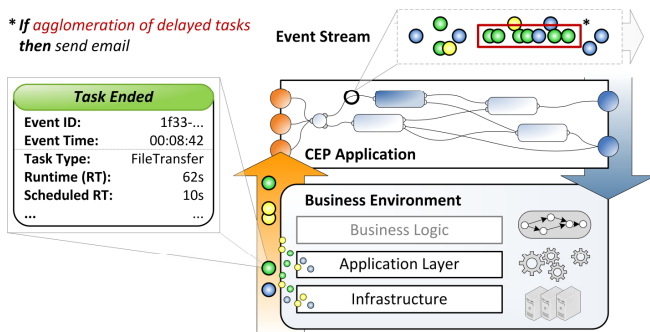 * If agglomeration of delayed tasks
then send email
Event Stream
*
Task Ended
Event ID: 1f33-...
Event Time: 00:08:42
Task Type: FileTransfer
Runtime (RT): 62s
Scheduled RT: 10s
... ...
CEP Application
Business Environment
Business Logic
Application Layer
Infrastructure